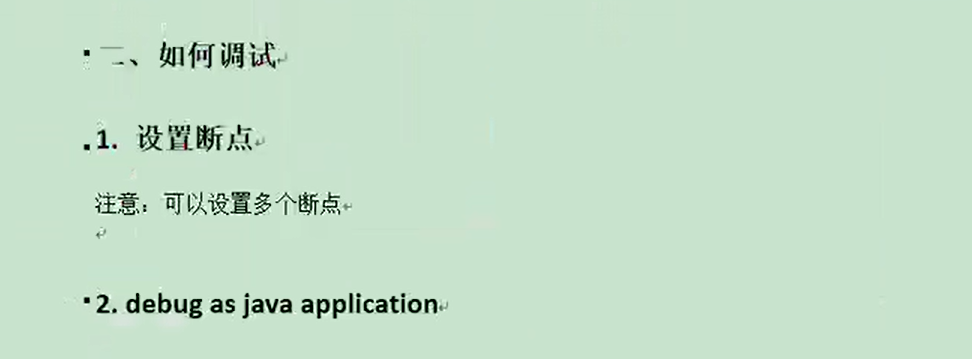 二、如何调试
1. 设置断点
注意：可以设置多个断点
2. debug as java application